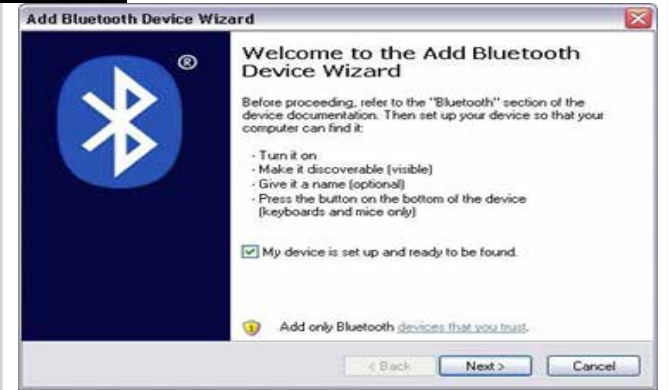 Add Bluetooth Device Wizard
®
Welcome to the Add Bluetooth
Device Wizard
Before proceeding, refer to the "Bluetooth" section of the
device documentation. Then set up your device so that your
computer can find it:
- Turn it on
- Make it discoverable (visible)
- Give it a name (optional)
- Press the button on the bottom of the device
(keyboards and mice only)
My device is set up and ready to be found.
Add only Bluetooth devices that you trust.
< Back Next > Cancel